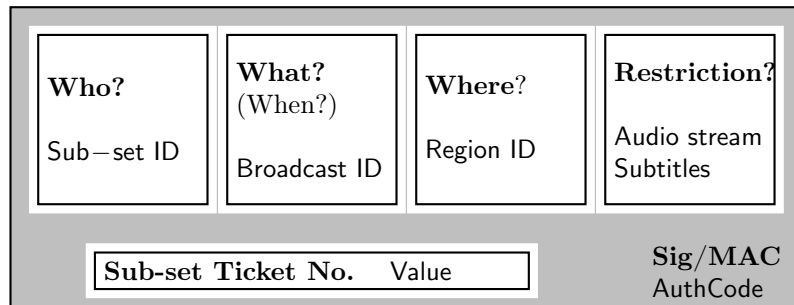 Who?
Sub−set ID
What?
(When?)
Broadcast ID
Where?
Region ID
Restriction?
Audio stream
Subtitles
Sub-set Ticket No. Value
Sig/MAC
AuthCode